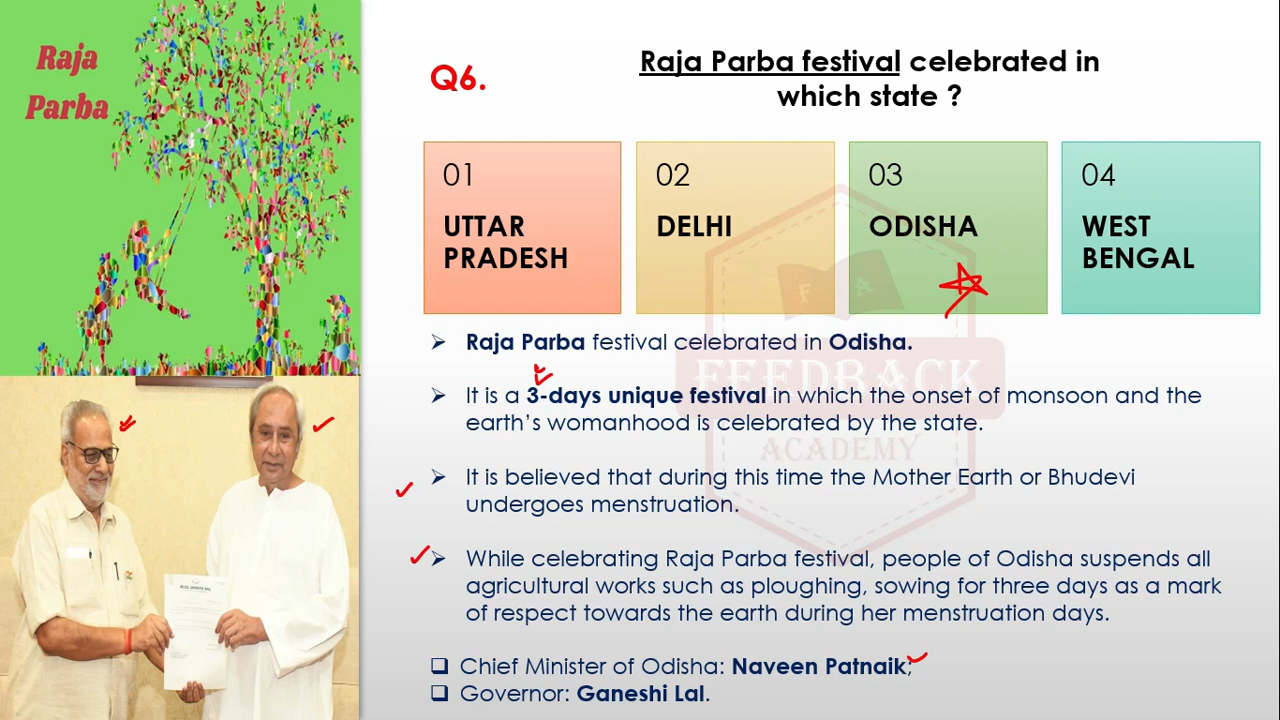 Raja
Parba
Q6.
Raja Parba festival celebrated in
which state ?
01
UTTAR
PRADESH
02
DELHI
03
ODISHA
04
WEST
BENGAL
F A
FEEDBACK
ACADEMY
➢ Raja Parba festival celebrated in Odisha.
➢ It is a 3-days unique festival in which the onset of monsoon and the
earth’s womanhood is celebrated by the state.
➢ It is believed that during this time the Mother Earth or Bhudevi
undergoes menstruation.
➢ While celebrating Raja Parba festival, people of Odisha suspends all
agricultural works such as ploughing, sowing for three days as a mark
of respect towards the earth during her menstruation days.
❑ Chief Minister of Odisha: Naveen Patnaik;
❑ Governor: Ganeshi Lal.